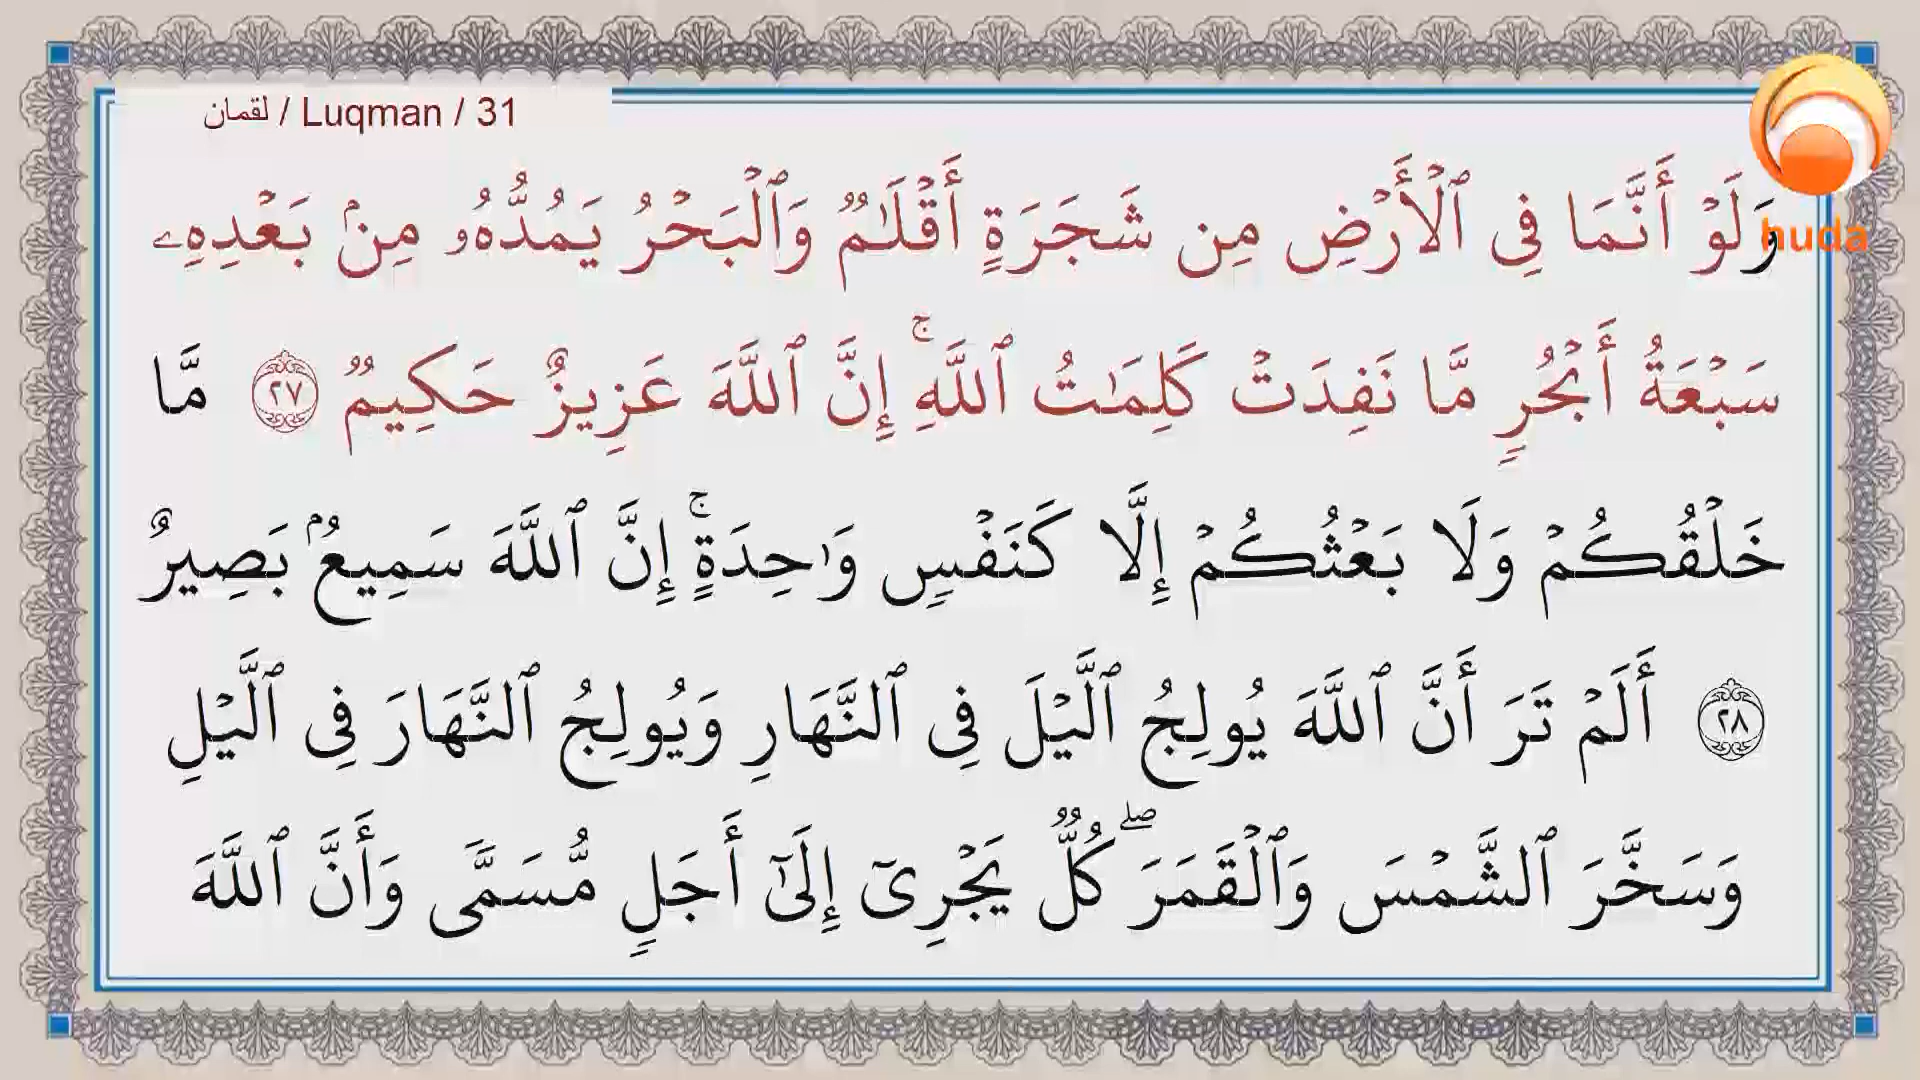 لقمان / Luqman / 31
huda
وَلَوْ أَنَّمَا فِى ٱلْأَرْضِ مِن شَجَرَةٍ أَقْلَـٰمٌ وَٱلْبَحْرُ يَمُدُّهُۥ مِنۢ بَعْدِهِۦ
سَبْعَةُ أَبْحُرٍ مَّا نَفِدَتْ كَلِمَـٰتُ ٱللَّهِ ۚ إِنَّ ٱللَّهَ عَزِيزٌ حَكِيمٌ ٢٧ مَّا
خَلْقُكُمْ وَلَا بَعْثُكُمْ إِلَّا كَنَفْسٍ وَٰحِدَةٍ ۚ إِنَّ ٱللَّهَ سَمِيعٌۢ بَصِيرٌ
٢٨ أَلَمْ تَرَ أَنَّ ٱللَّهَ يُولِجُ ٱلَّيْلَ فِى ٱلنَّهَارِ وَيُولِجُ ٱلنَّهَارَ فِى ٱلَّيْلِ
وَسَخَّرَ ٱلشَّمْسَ وَٱلْقَمَرَ ۖ كُلٌّ يَجْرِىٓ إِلَىٰٓ أَجَلٍ مُّسَمًّى وَأَنَّ ٱللَّهَ